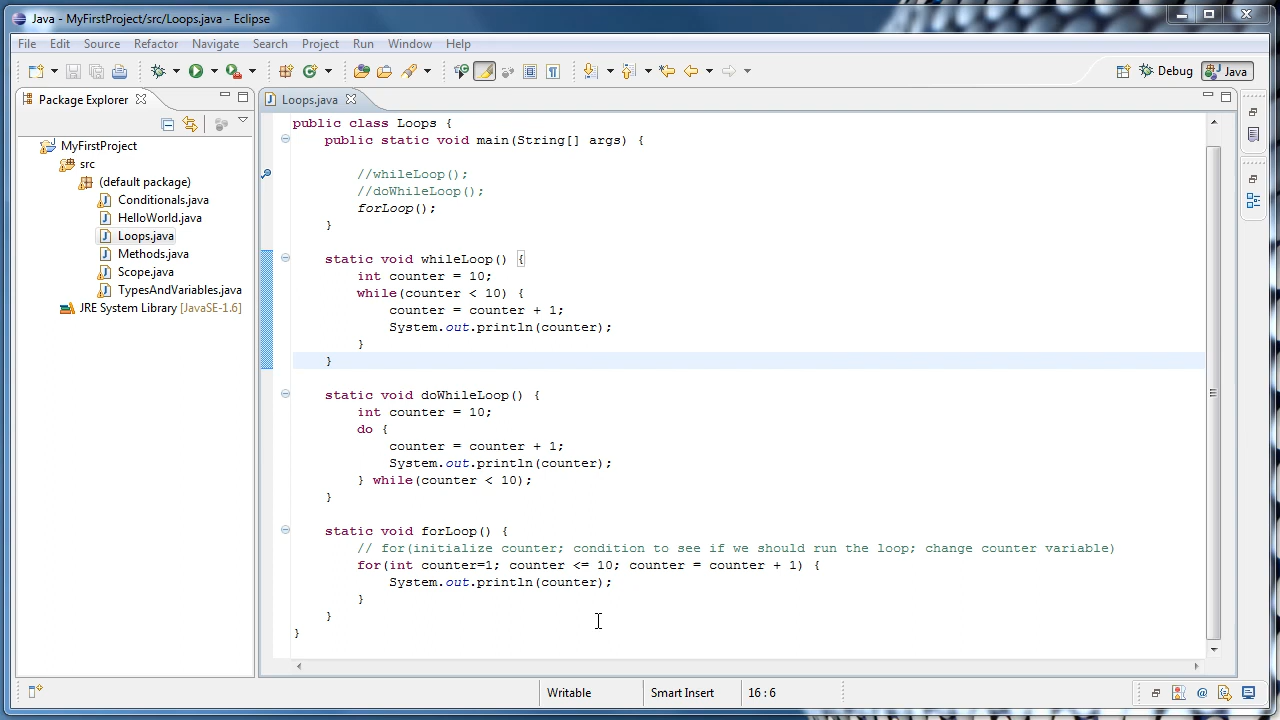 Java - MyFirstProject/src/Loops.java - Eclipse
File Edit Source Refactor Navigate Search Project Run Window Help
Debug Java
Package Explorer
Loops.java
MyFirstProject
src
(default package)
Conditionals.java
HelloWorld.java
Loops.java
Methods.java
Scope.java
TypesAndVariables.java
JRE System Library [JavaSE-1.6]
public class Loops {
public static void main(String[] args) {
//whileLoop();
//doWhileLoop();
forLoop();
}
static void whileLoop() {
int counter = 10;
while(counter < 10) {
counter = counter + 1;
System.out.println(counter);
}
}
static void doWhileLoop() {
int counter = 10;
do {
counter = counter + 1;
System.out.println(counter);
} while(counter < 10);
}
static void forLoop() {
// for(initialize counter; condition to see if we should run the loop; change counter variable)
for(int counter=1; counter <= 10; counter = counter + 1) {
System.out.println(counter);
}
}
}
Writable Smart Insert 16 : 6